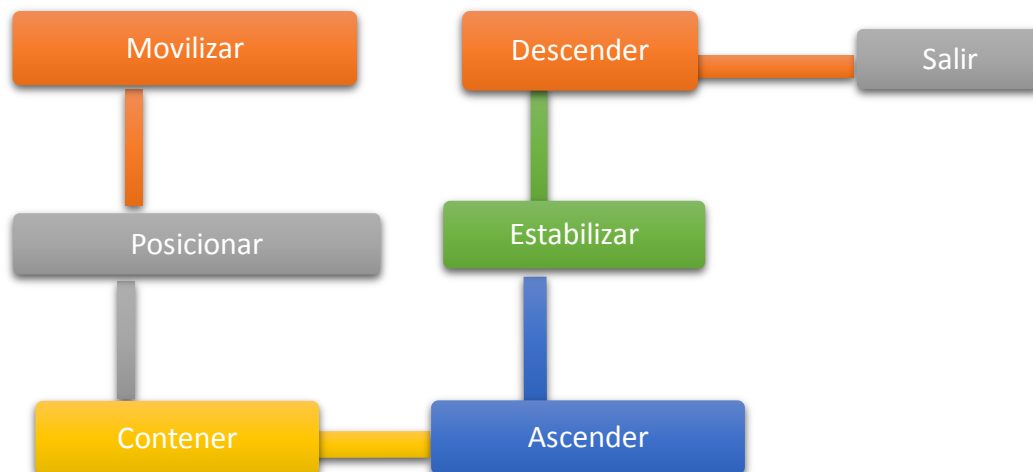 Movilizar
Posicionar
Contener
Ascender
Estabilizar
Descender
Salir